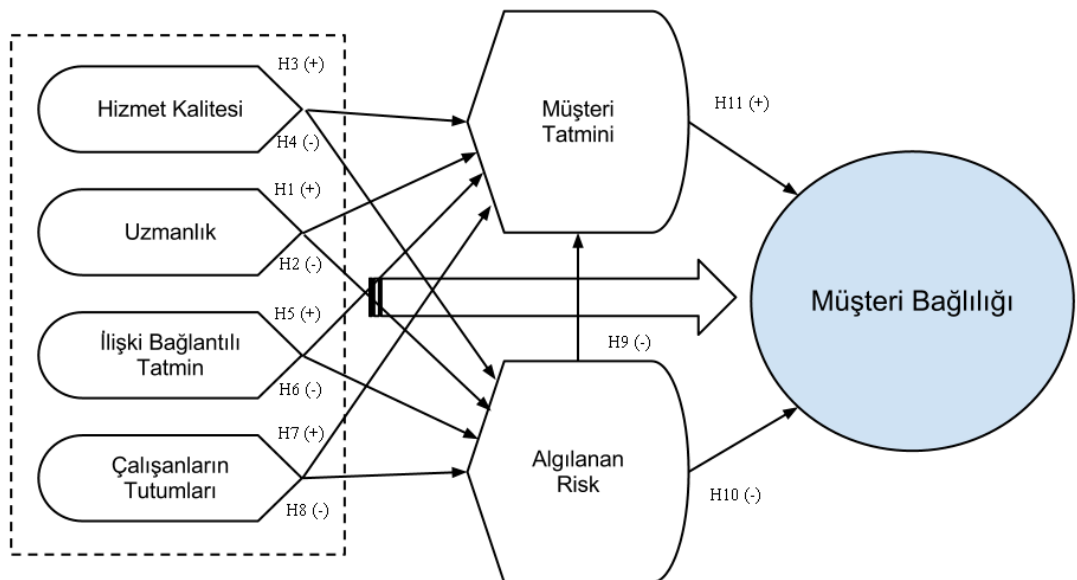 H3 (+)
Hizmet Kalitesi
H4 (-)
H1 (+)
Uzmanlık
H2 (-)
H5 (+)
İlişki Bağlantılı
Tatmin
H6 (-)
H7 (+)
Çalışanların
Tutumları
H8 (-)
Müşteri
Tatmini
H9 (-)
Algılanan
Risk
H11 (+)
Müşteri Bağlılığı
H10 (-)